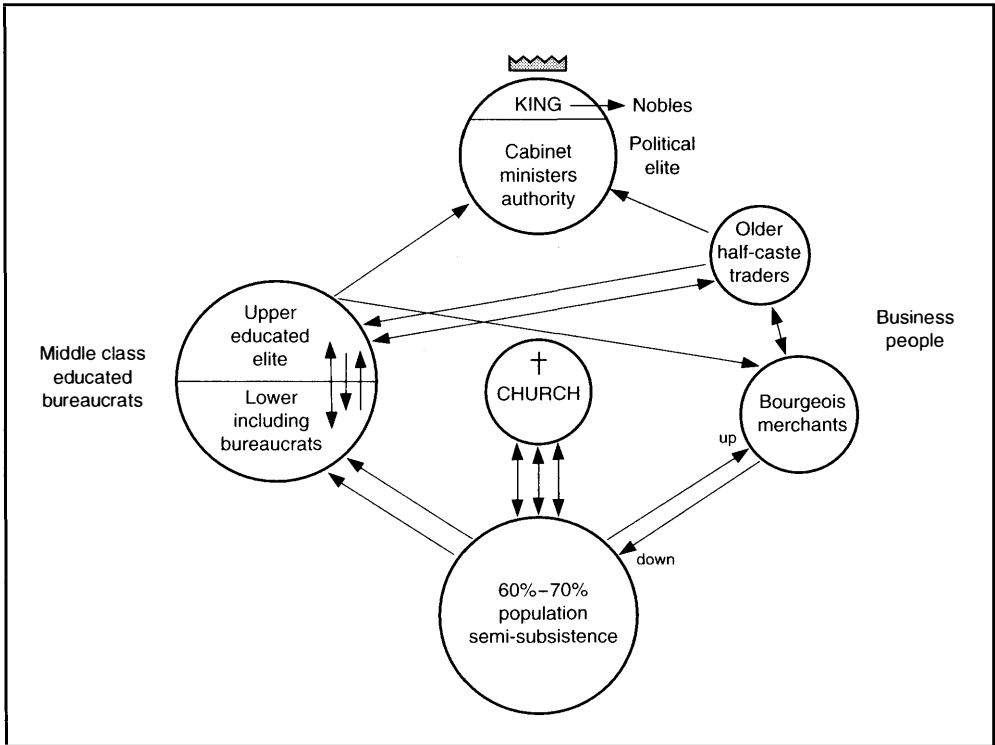 KING
Nobles
Cabinet
ministers
authority
Political
elite
Older
half-caste
traders
Upper
educated
elite
Lower
including
bureaucrats
Middle class
educated
bureaucrats
CHURCH
Business
people
Bourgeois
merchants
up
down
60%–70%
population
semi-subsistence